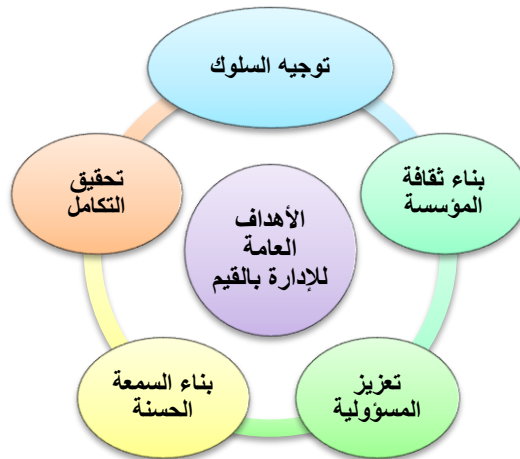 توجيه السلوك
بناء ثقافة
المؤسسة
تعزيز
المسؤولية
بناء السمعة
الحسنة
تحقيق
التكامل
الأهداف
العامة
للإدارة بالقيم